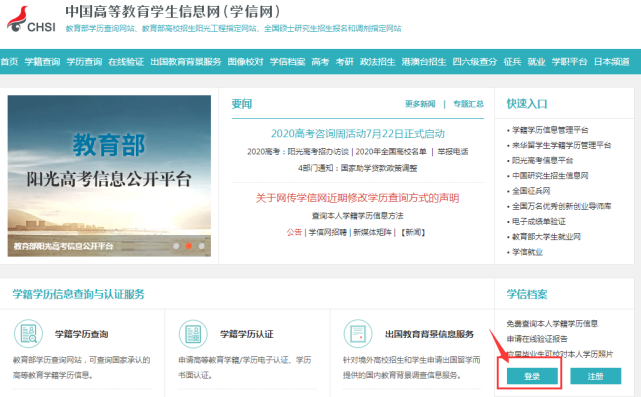 中国高等教育学生信息网(学信网)
CHSI
教育部学历查询网站、教育部高校招生阳光工程指定网站、全国硕士研究生招生报名和调剂指定网站
首页 学籍查询 学历查询 在线验证 出国教育背景服务 图像校对 学信档案 高考 考研 政法招生 港澳台招生 四六级查分 征兵 就业 学职平台 日本频道
教育部
阳光高考信息公开平台
教育部阳光高考信息公开平台
要闻
更多新闻 | 专题汇总
2020高考咨询周活动7月22日正式启动
2020高考：阳光高考招办访谈 | 2020年全国高校名单 | 举报电话
4部门通知：国家助学贷款政策调整
关于网传学信网近期修改学历查询方式的声明
查询本人学籍学历信息方法
公告 | 学信网招聘 | 新媒体矩阵 | 【新闻】
快速入口
• 学籍学历信息管理平台
• 来华留学生学籍学历管理平台
• 阳光高考信息平台
• 中国研究生招生信息网
• 全国征兵网
• 全国万名优秀创新创业导师库
• 电子成绩单验证
• 教育部大学生就业网
• 学信就业
学籍学历信息查询与认证服务
学籍学历查询
教育部学历查询网站，可查询国家承认的
高等教育学籍学历信息。
学籍学历认证
申请高等教育学籍/学历电子认证、学历
书面认证。
出国教育背景信息服务
针对境外高校招生和学生申请出国留学而
提供的国内教育背景调查信息服务。
学信档案
免费查询本人学籍学历信息
申请在线验证报告
应届毕业生可校对本人学历照片
登录
注册